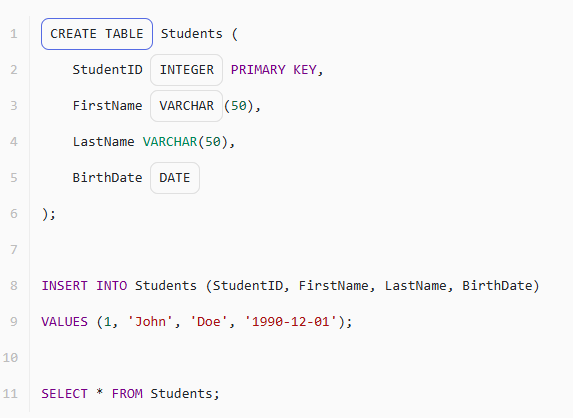 1 CREATE TABLE Students (
2 StudentID INTEGER PRIMARY KEY,
3 FirstName VARCHAR (50),
4 LastName VARCHAR(50),
5 BirthDate DATE
6 );
7
8 INSERT INTO Students (StudentID, FirstName, LastName, BirthDate)
9 VALUES (1, 'John', 'Doe', '1990-12-01');
10
11 SELECT * FROM Students;